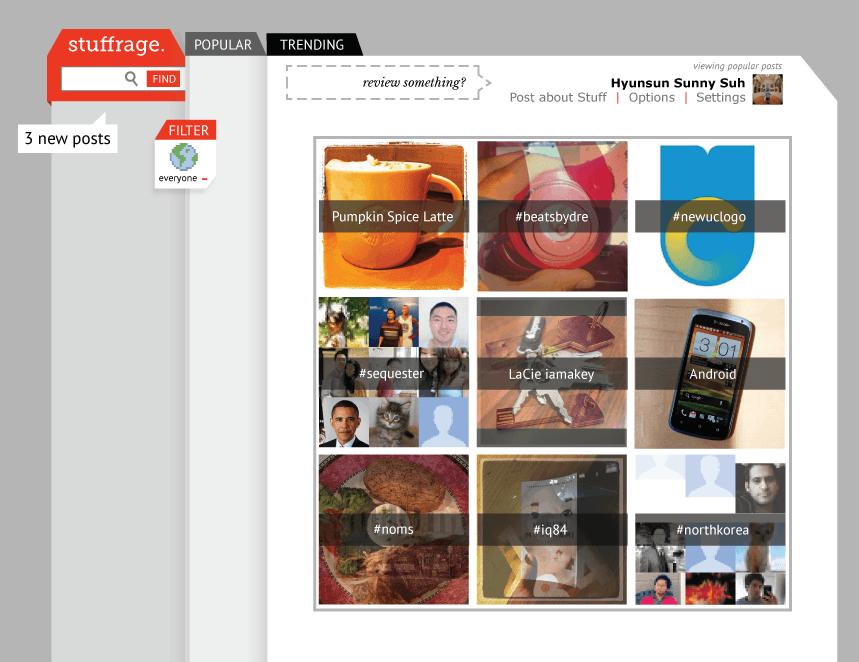 stuffrage.
FIND
POPULAR
TRENDING
viewing popular posts
review something?
Hyunsun Sunny Suh
Post about Stuff | Options | Settings
3 new posts
FILTER
everyone –
Pumpkin Spice Latte
#beatsbydre
#newuclogo
#sequester
LaCie iamakey
Android
3 01
#noms
#iq84
#northkorea